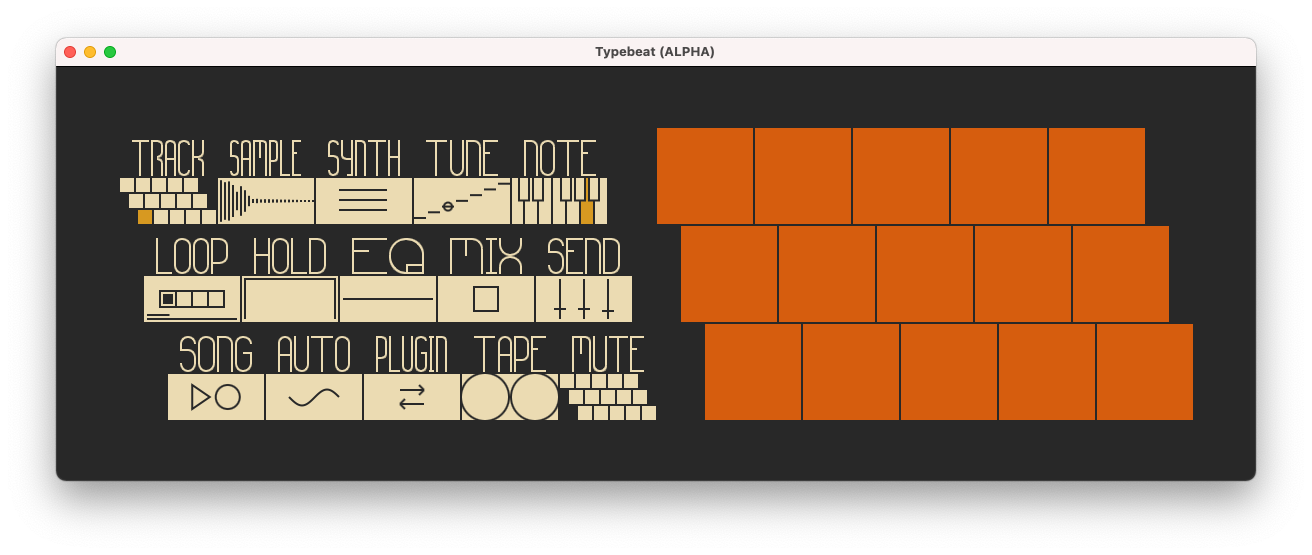 Typebeat (ALPHA)
TRACK SAMPLE SYNTH TUNE NOTE
LOOP HOLD EQ MIX SEND
SONG AUTO PLUGIN TAPE MUTE